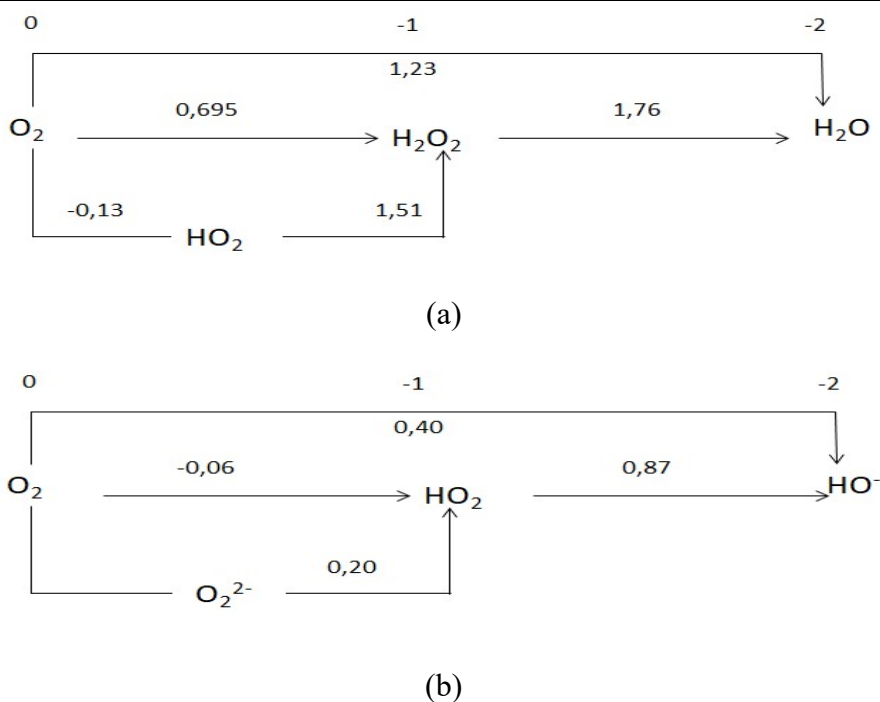 0 -1 -2
1,23
0,695 1,76
O₂ H₂O₂ H₂O
-0,13 1,51
HO₂
(a)
0 -1 -2
0,40
-0,06 0,87
O₂ HO₂ HO⁻
0,20
O₂²⁻
(b)